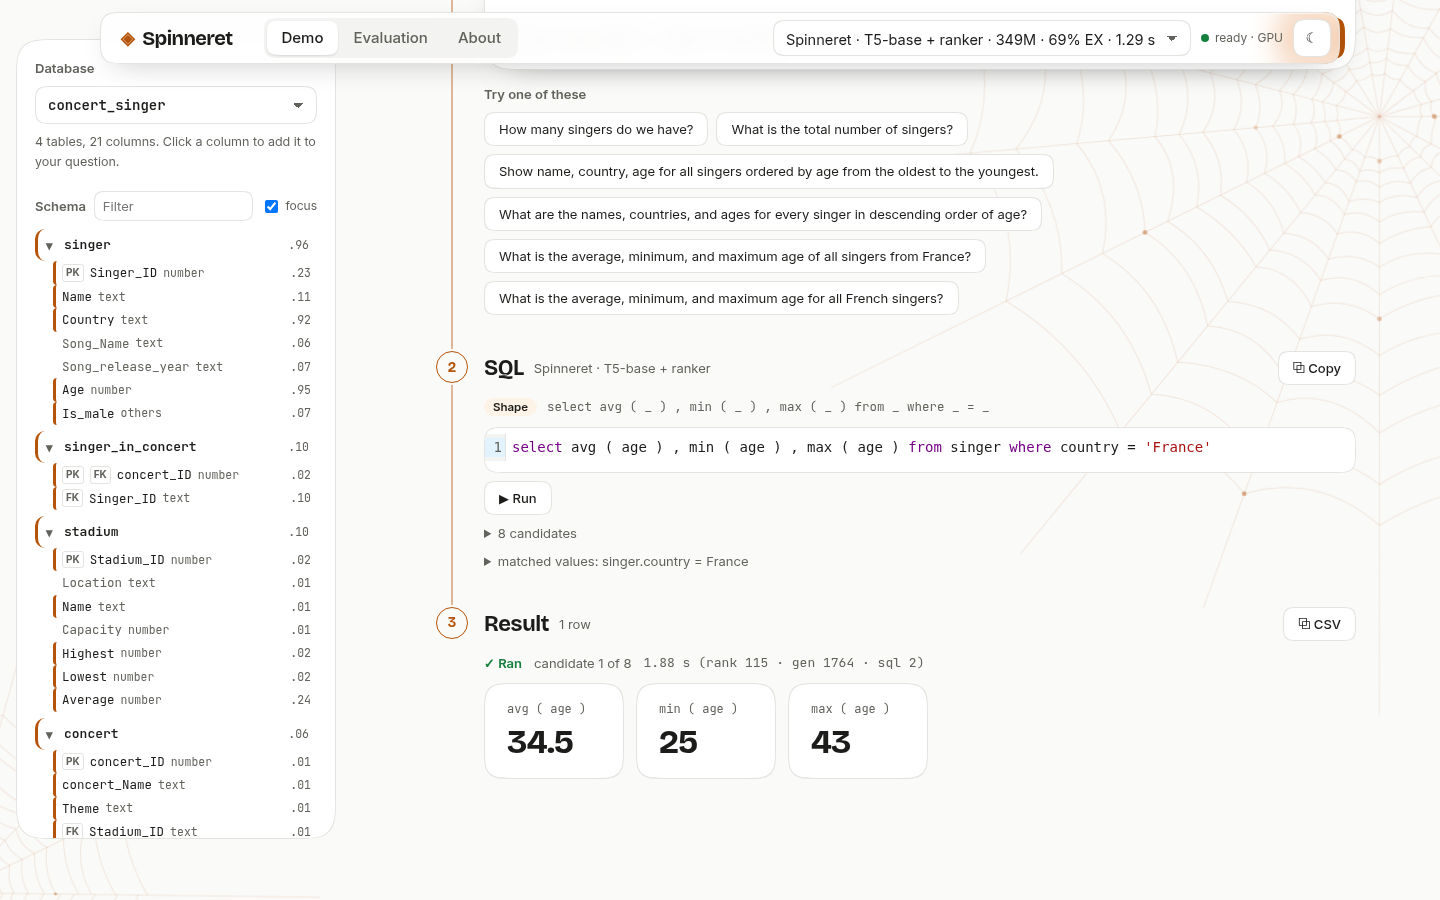 ◈ Spinneret
Demo Evaluation About
Spinneret · T5-base + ranker · 349M · 69% EX · 1.29 s
ready · GPU
Database
concert_singer
4 tables, 21 columns. Click a column to add it to
your question.
Schema Filter focus
▼ singer .96
PK Singer_ID number .23
Name text .11
Country text .92
Song_Name text .06
Song_release_year text .07
Age number .95
Is_male others .07
▼ singer_in_concert .10
PK FK concert_ID number .02
FK Singer_ID text .10
▼ stadium .10
PK Stadium_ID number .02
Location text .01
Name text .01
Capacity number .01
Highest number .02
Lowest number .02
Average number .24
▼ concert .06
PK concert_ID number .01
concert_Name text .01
Theme text .01
FK Stadium_ID text .01
Try one of these
How many singers do we have? What is the total number of singers?
Show name, country, age for all singers ordered by age from the oldest to the youngest.
What are the names, countries, and ages for every singer in descending order of age?
What is the average, minimum, and maximum age of all singers from France?
What is the average, minimum, and maximum age for all French singers?
2 SQL Spinneret · T5-base + ranker Copy
Shape select avg ( _ ) , min ( _ ) , max ( _ ) from _ where _ = _
1 select avg ( age ) , min ( age ) , max ( age ) from singer where country = 'France'
▶ Run
▶ 8 candidates
▶ matched values: singer.country = France
3 Result 1 row CSV
✓ Ran candidate 1 of 8 1.88 s (rank 115 · gen 1764 · sql 2)
avg ( age ) min ( age ) max ( age )
34.5 25 43